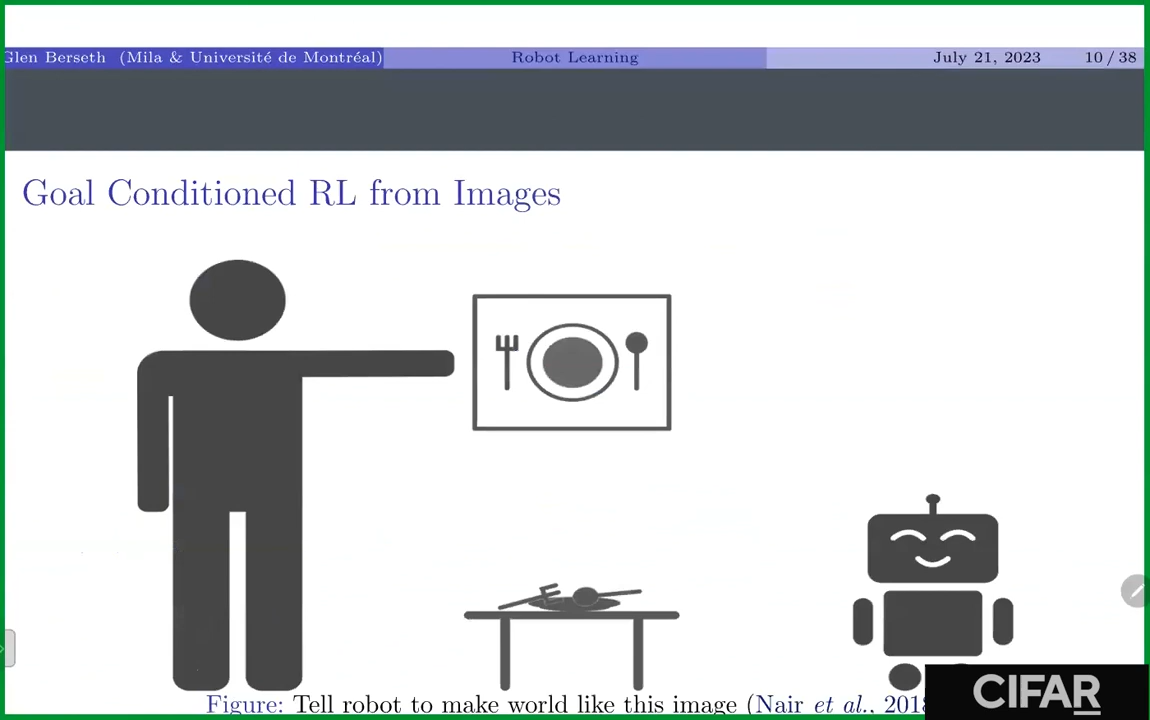 Glen Berseth (Mila & Université de Montréal) Robot Learning July 21, 2023 10 / 38
Goal Conditioned RL from Images
Figure: Tell robot to make world like this image (Nair et al., 2018
CIFAR